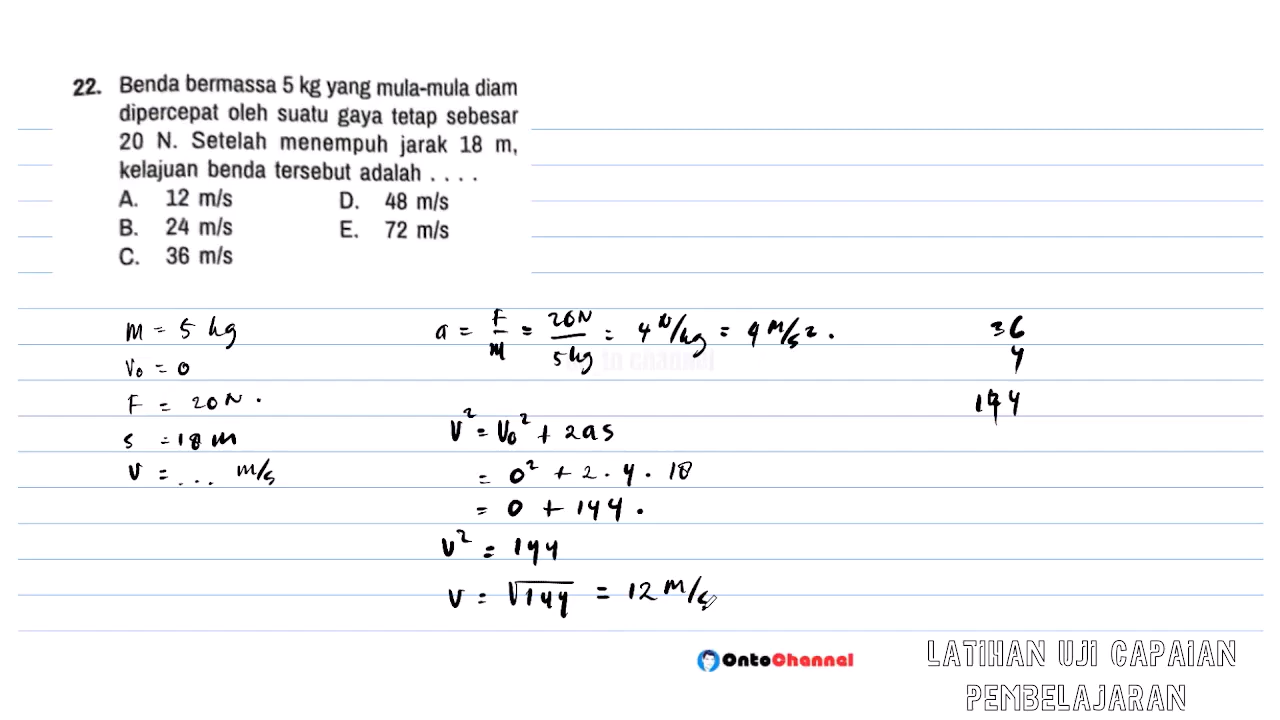 22. Benda bermassa 5 kg yang mula-mula diam
dipercepat oleh suatu gaya tetap sebesar
20 N. Setelah menempuh jarak 18 m,
kelajuan benda tersebut adalah . . . .
A. 12 m/s D. 48 m/s
B. 24 m/s E. 72 m/s
C. 36 m/s
m = 5 kg
V₀ = 0
F = 20 N .
s = 18 m
v = ... m/s
a = F/m = 20N/5kg = 4 N/kg = 4 m/s² .
V² = V₀² + 2as
= 0² + 2 . 4 . 18
= 0 + 144 .
V² = 144
V = √144 = 12 m/s
36
4
144
OntoChannel
LATIHAN UJI CAPAIAN
PEMBELAJARAN